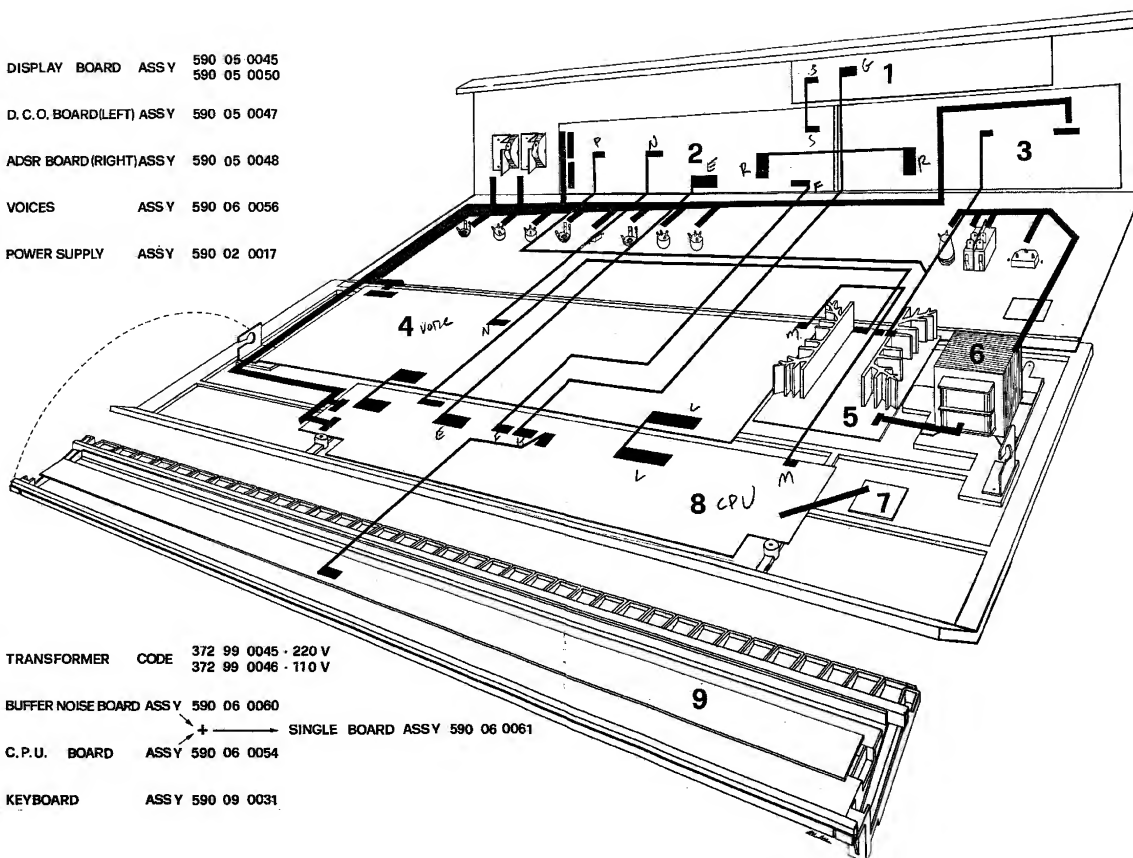 DISPLAY BOARD ASSY 590 05 0045
590 05 0050
D.C.O. BOARD(LEFT) ASSY 590 05 0047
ADSR BOARD(RIGHT) ASSY 590 05 0048
VOICES ASSY 590 06 0056
POWER SUPPLY ASSY 590 02 0017
S G 1
P N 2 E R S F R 3
4 voice N M 6
5
E F L
L M
8 CPU 7
9
TRANSFORMER CODE 372 99 0045 - 220 V
372 99 0046 - 110 V
BUFFER NOISE BOARD ASSY 590 06 0060
+ → SINGLE BOARD ASSY 590 06 0061
C.P.U. BOARD ASSY 590 06 0054
KEYBOARD ASSY 590 09 0031